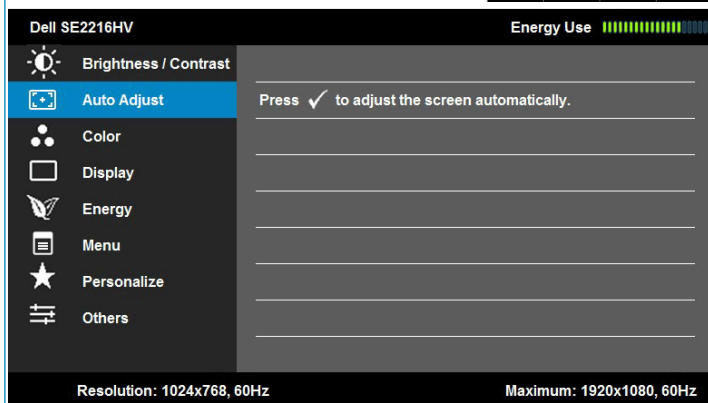 Dell SE2216HV Energy Use
Brightness / Contrast
Auto Adjust Press ✓ to adjust the screen automatically.
Color
Display
Energy
Menu
Personalize
Others
Resolution: 1024x768, 60Hz Maximum: 1920x1080, 60Hz